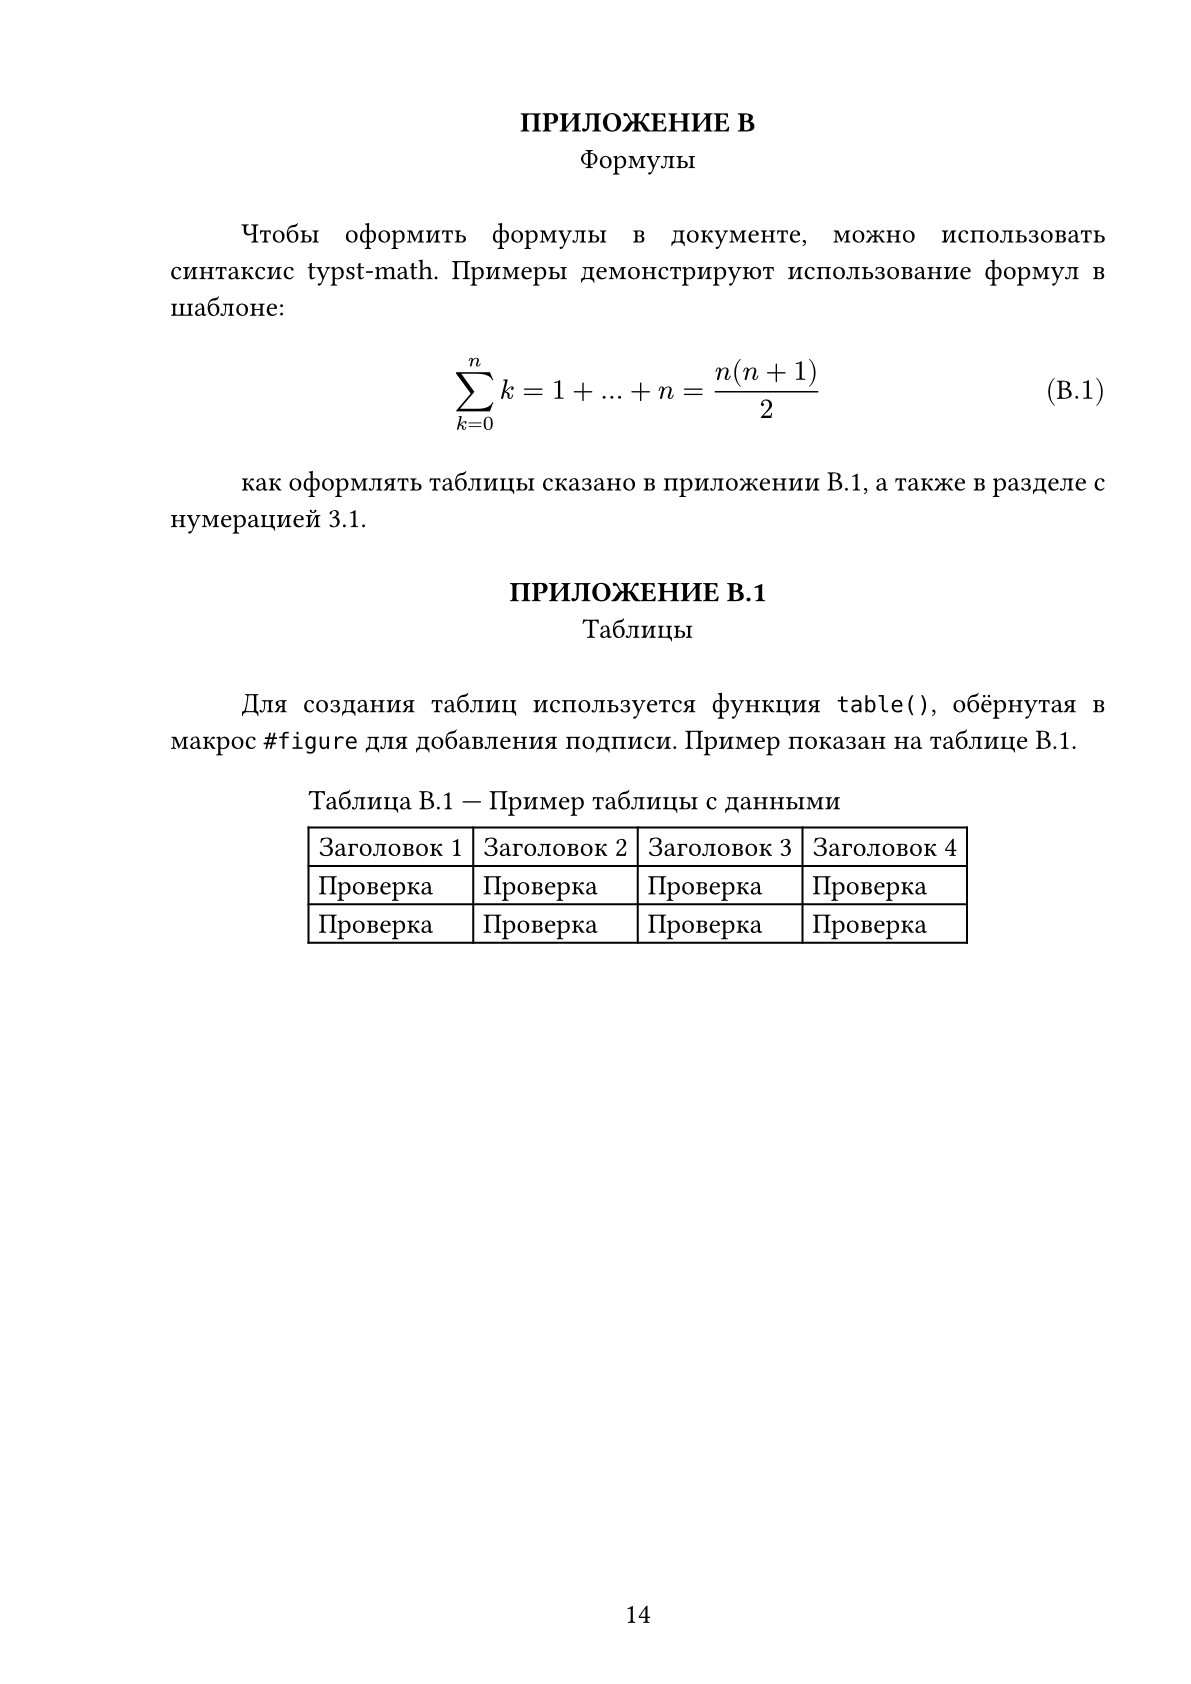 ПРИЛОЖЕНИЕ В
Формулы
Чтобы оформить формулы в документе, можно использовать
синтаксис typst-math. Примеры демонстрируют использование формул в
шаблоне:
\sum_{k=0}^{n} k = 1 + ... + n = \frac{n(n + 1)}{2} (В.1)
как оформлять таблицы сказано в приложении В.1, а также в разделе с
нумерацией 3.1.
ПРИЛОЖЕНИЕ В.1
Таблицы
Для создания таблиц используется функция table(), обёрнутая в
макрос #figure для добавления подписи. Пример показан на таблице В.1.
Таблица В.1 — Пример таблицы с данными
Заголовок 1 Заголовок 2 Заголовок 3 Заголовок 4
Проверка Проверка Проверка Проверка
Проверка Проверка Проверка Проверка
14